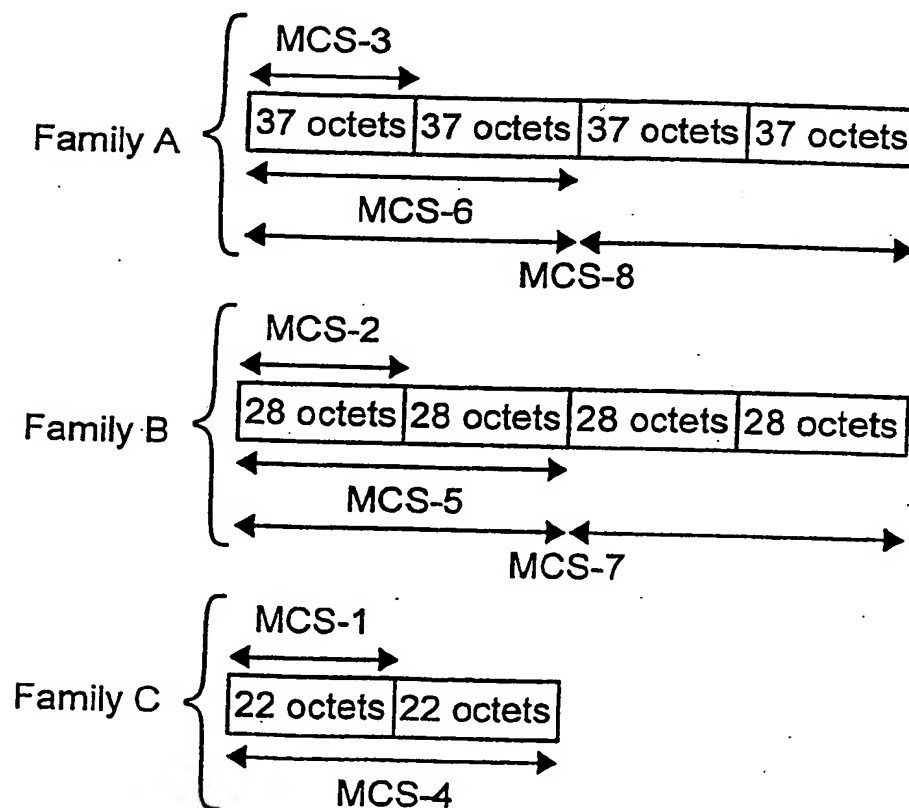 MCS-3
Family A
37 octets 37 octets 37 octets 37 octets
MCS-6
MCS-8
MCS-2
Family B
28 octets 28 octets 28 octets 28 octets
MCS-5
MCS-7
MCS-1
Family C
22 octets 22 octets
MCS-4